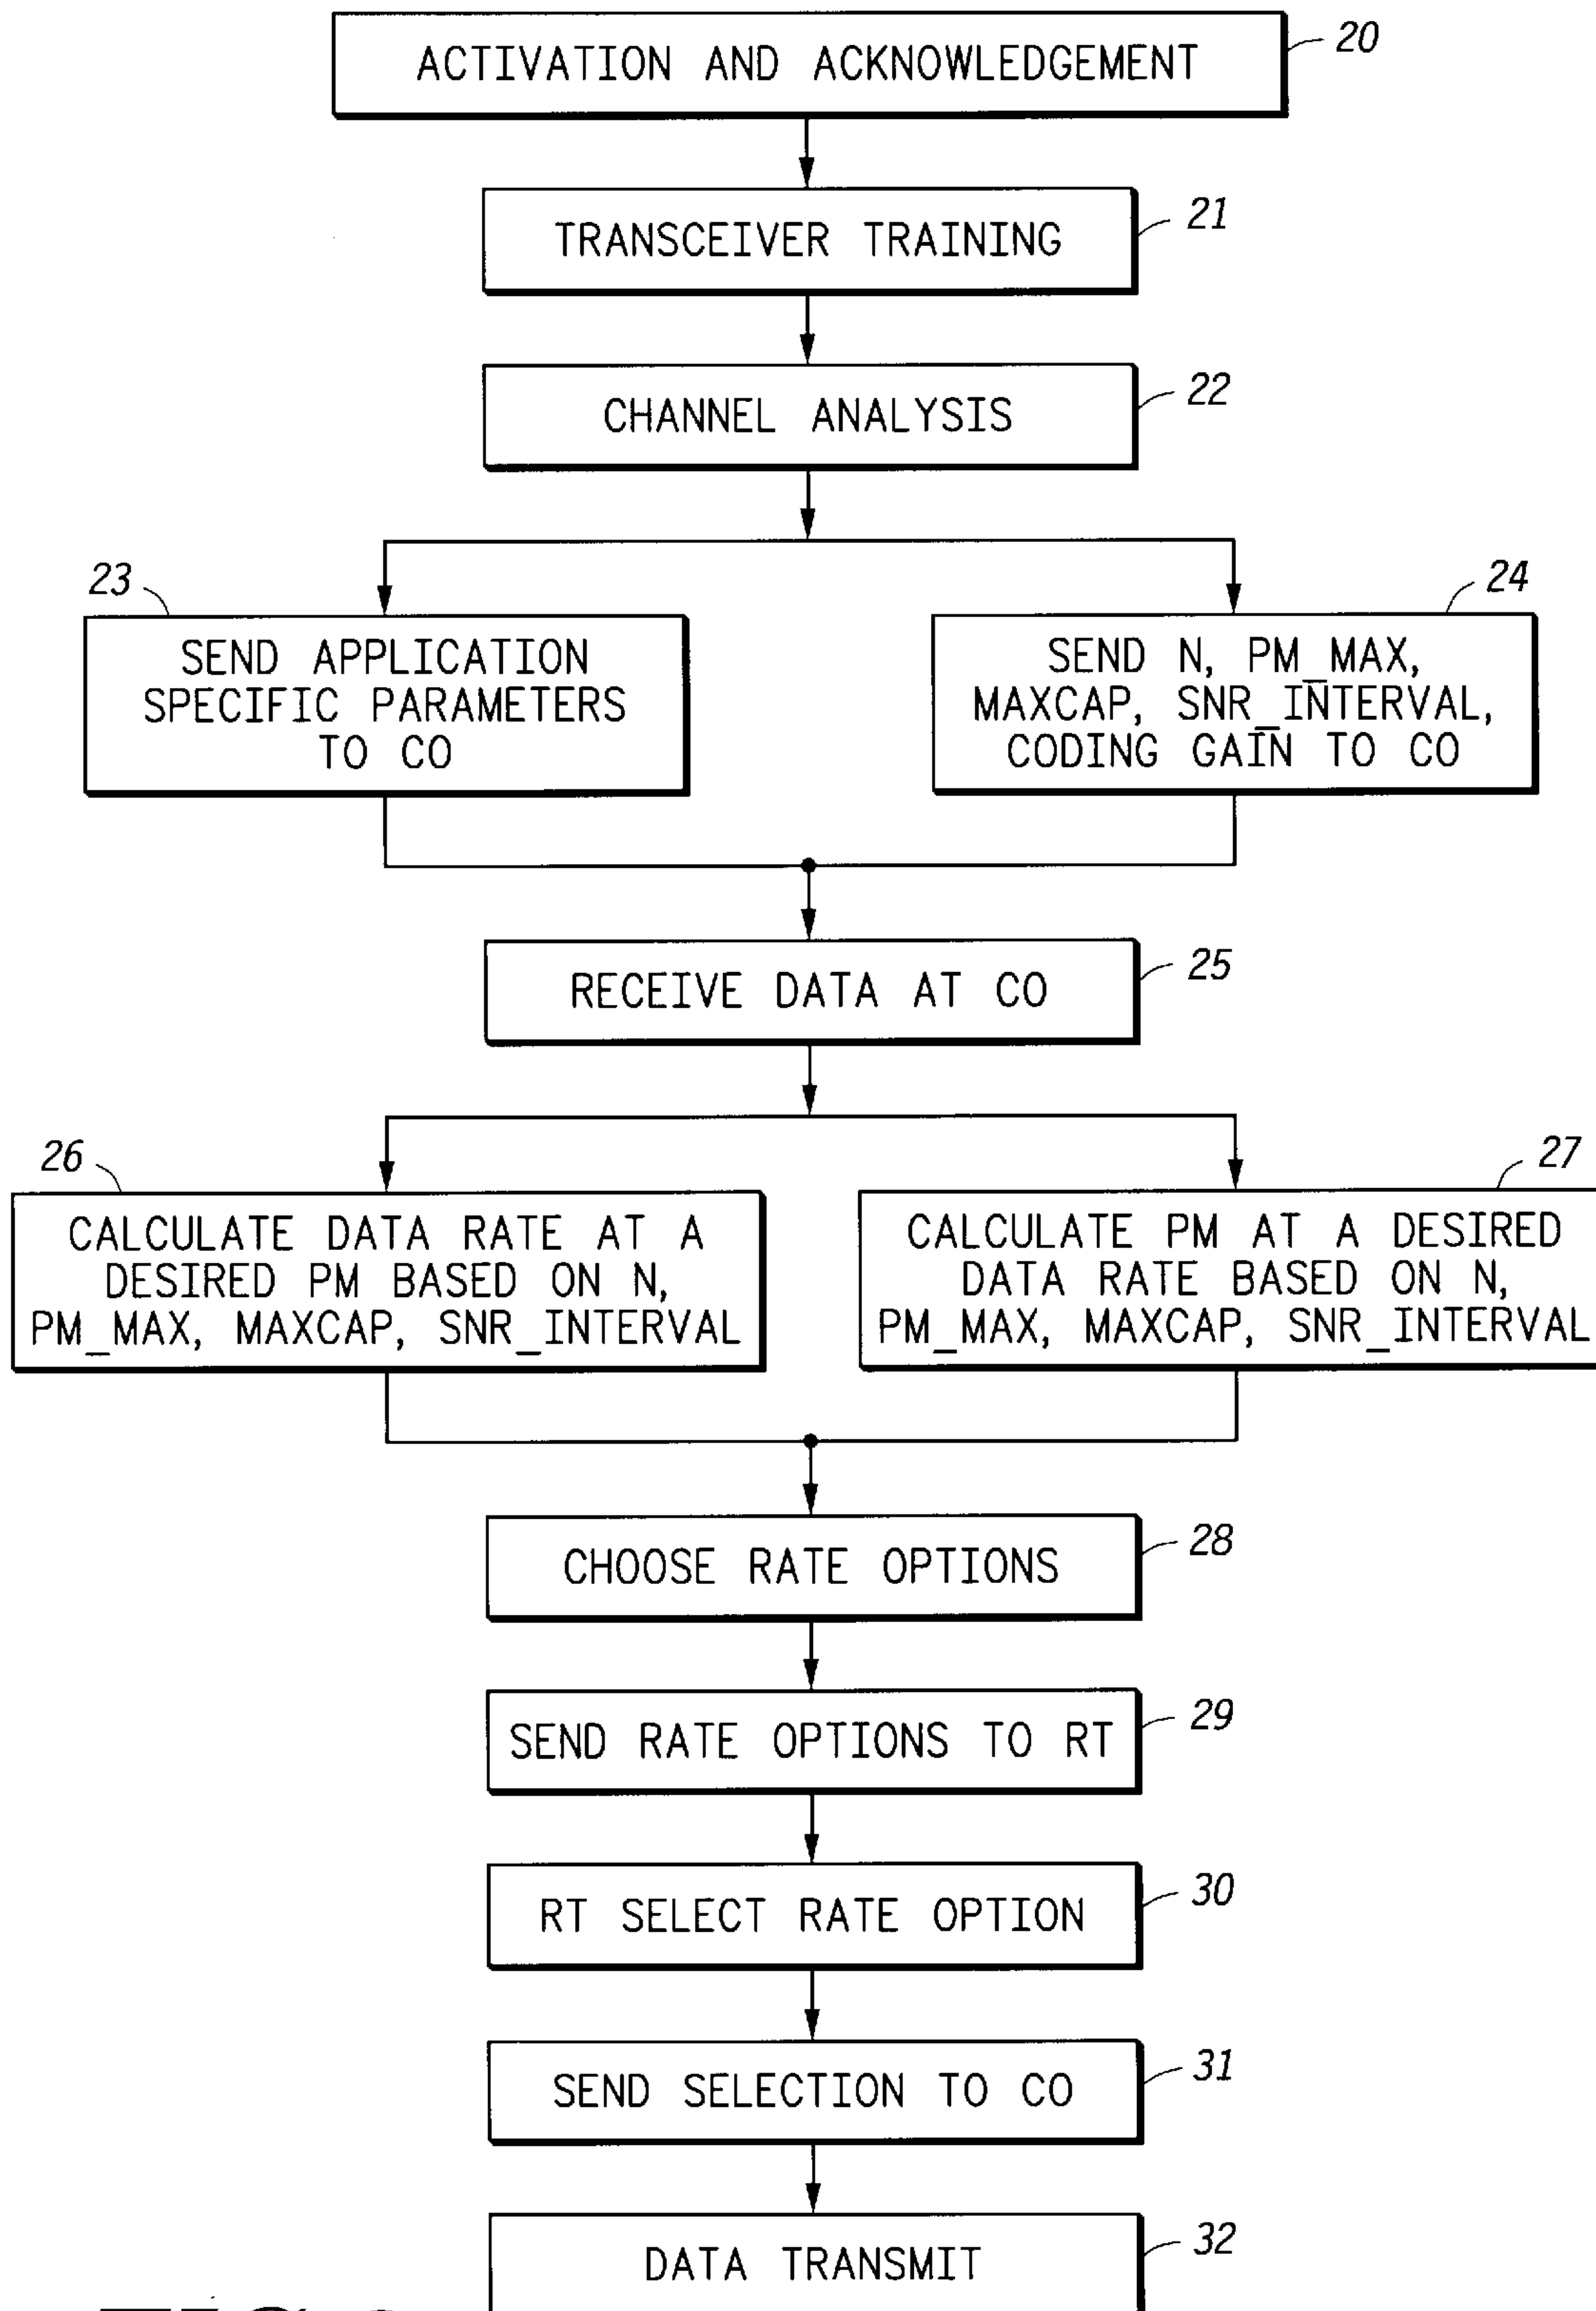 ACTIVATION AND ACKNOWLEDGEMENT
20
TRANSCEIVER TRAINING
21
CHANNEL ANALYSIS
22
23
SEND APPLICATION
SPECIFIC PARAMETERS
TO CO
24
SEND N, PM_MAX,
MAXCAP, SNR_INTERVAL,
CODING GAIN TO CO
RECEIVE DATA AT CO
25
26
CALCULATE DATA RATE AT A
DESIRED PM BASED ON N,
PM_MAX, MAXCAP, SNR_INTERVAL
27
CALCULATE PM AT A DESIRED
DATA RATE BASED ON N,
PM_MAX, MAXCAP, SNR_INTERVAL
CHOOSE RATE OPTIONS
28
SEND RATE OPTIONS TO RT
29
RT SELECT RATE OPTION
30
SEND SELECTION TO CO
31
DATA TRANSMIT
32